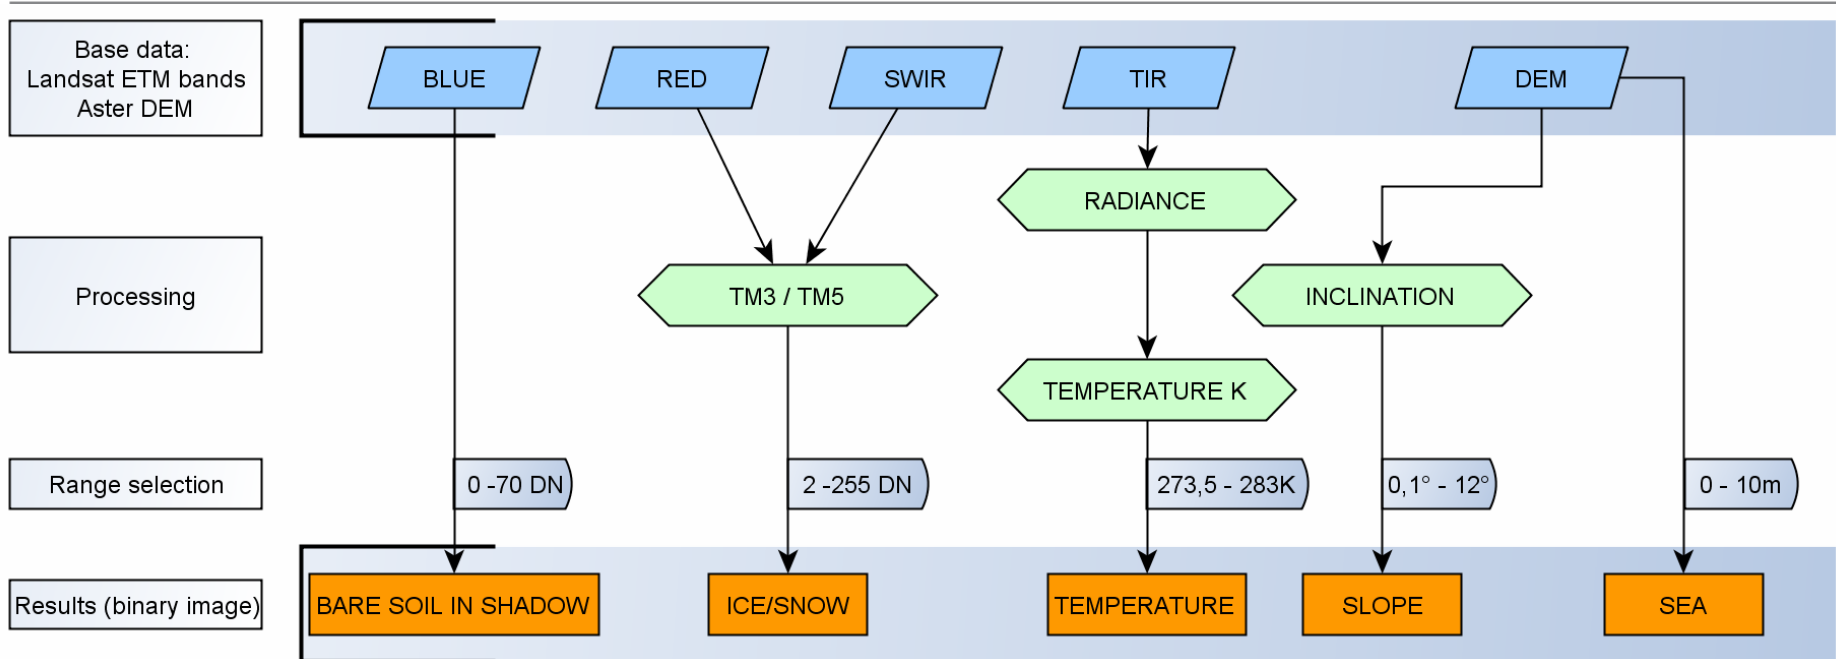 Base data:
Landsat ETM bands
Aster DEM
BLUE
RED
SWIR
TIR
DEM
RADIANCE
Processing
TM3 / TM5
INCLINATION
TEMPERATURE K
Range selection
0 -70 DN
2 -255 DN
273,5 - 283K
0,1° - 12°
0 - 10m
Results (binary image)
BARE SOIL IN SHADOW
ICE/SNOW
TEMPERATURE
SLOPE
SEA